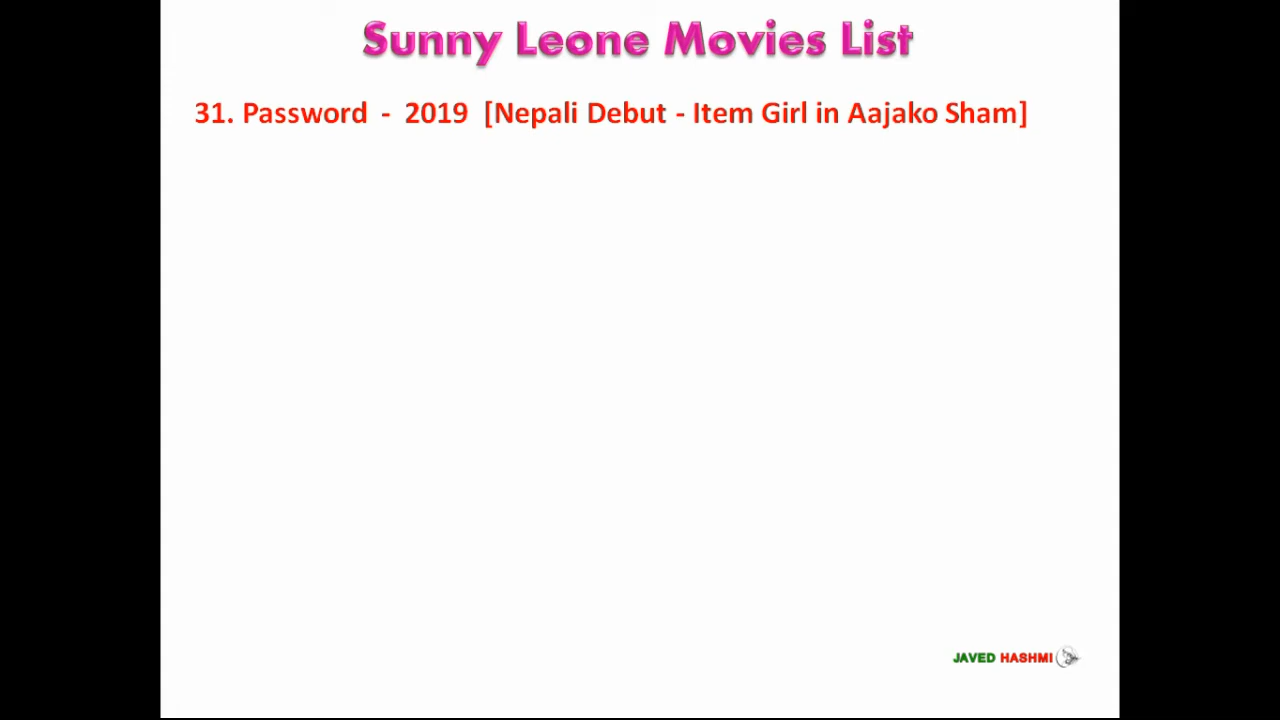 Sunny Leone Movies List
31. Password - 2019 [Nepali Debut - Item Girl in Aajako Sham]
JAVED HASHMI